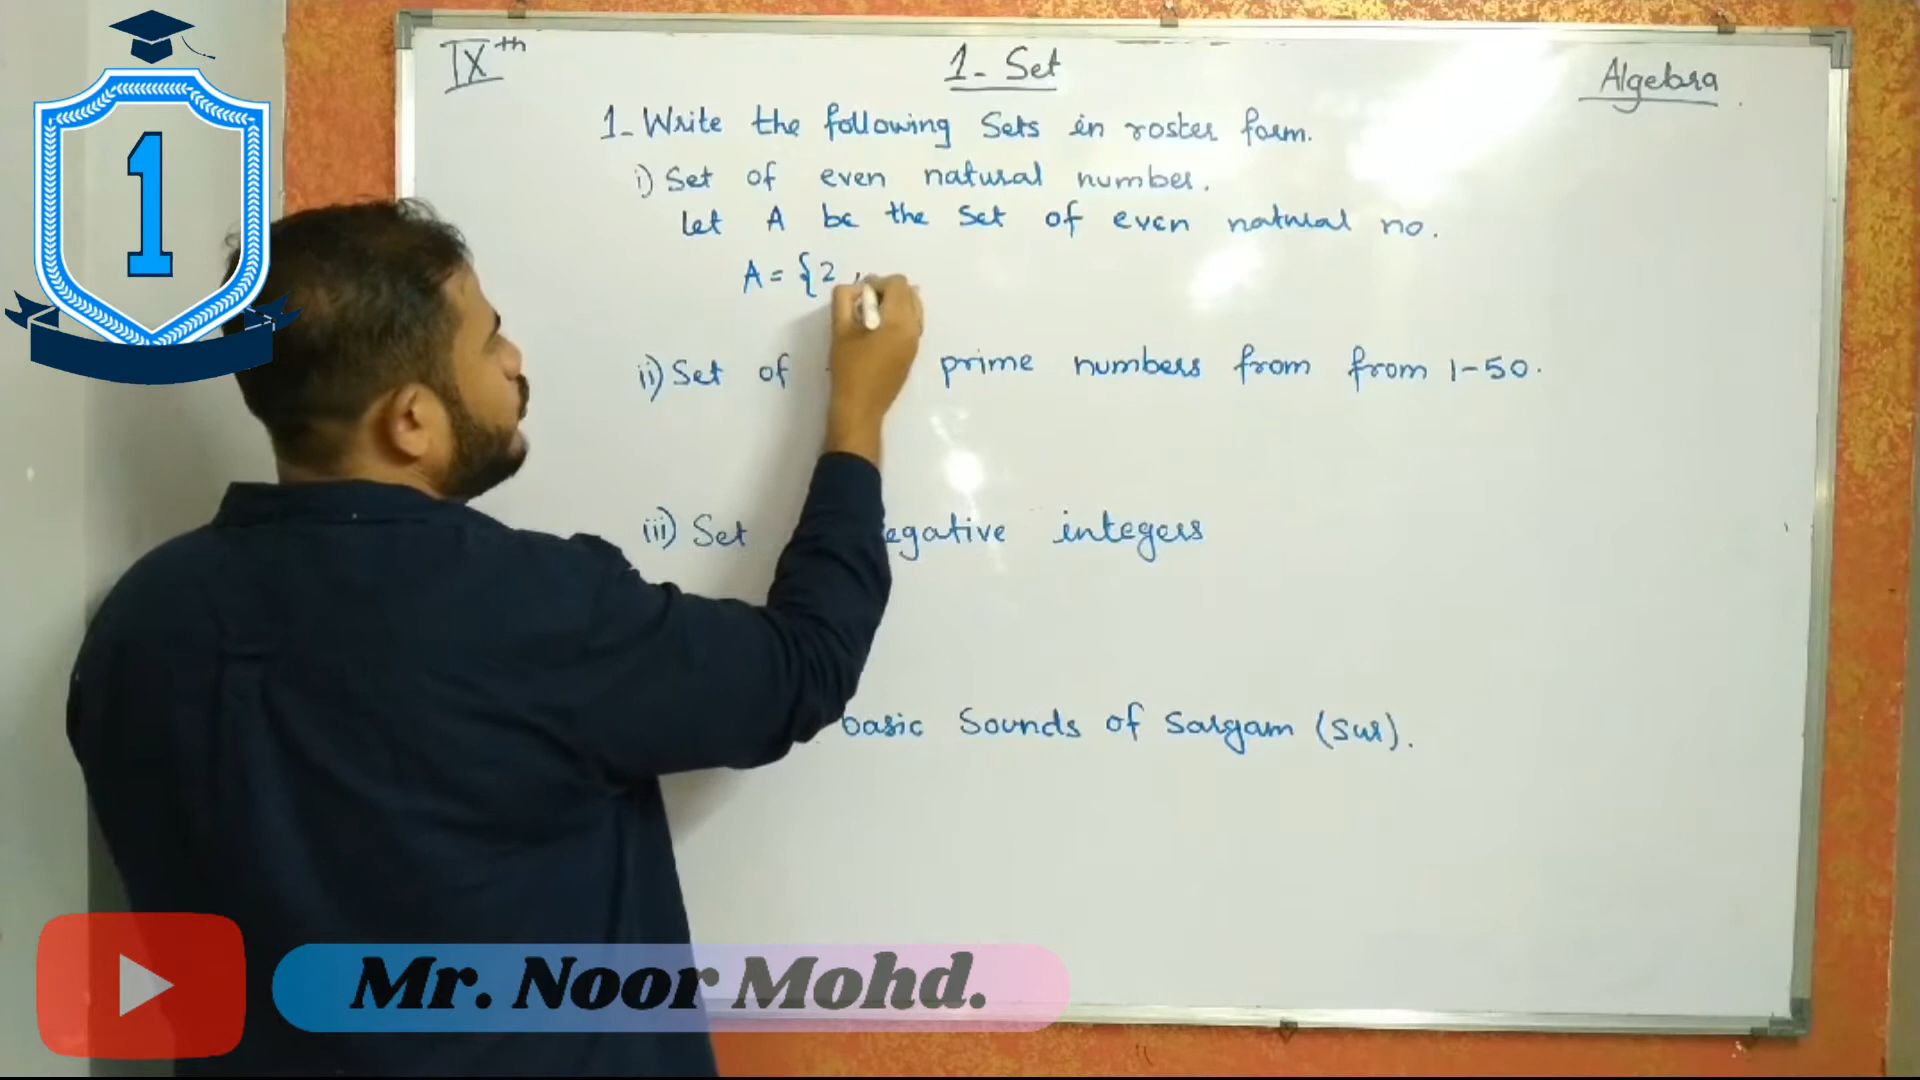 IXth
1- Set
Algebra
1- Write the following Sets in roster form.
i) Set of even natural number.
Let A be the Set of even natural no.
A = {2 ,
ii) Set of prime numbers from from 1-50.
iii) Set egative integers
basic Sounds of Sargam (Sur).
1
Mr. Noor Mohd.